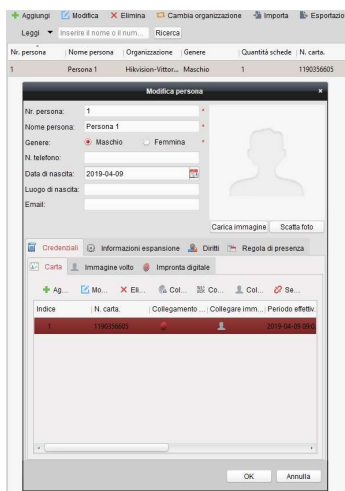 Aggiungi Modifica Elimina Cambia organizzazione Importa Esportazio
Leggi Inserire il nome o il num... Ricerca
Nr. persona Nome persona Organizzazione Genere Quantità schede N. carta.
1 Persona 1 Hikvision-Vittor... Maschio 1 1190356605
Modifica persona ×
Nr. persona: 1 *
Nome persona: Persona 1 *
Genere: Maschio Femmina *
N. telefono:
Data di nascita: 2019-04-09
Luogo di nascita:
Email:
Carica immagine Scatta foto
Credenziali Informazioni espansione Diritti Regola di presenza
Carta Immagine volto Impronta digitale
Ag... Mo... Eli... Col... Co... Col... Se...
Indice N. carta. Collegamento ... Collegare imm... Periodo effettiv.
1 1190356605 2019-04-09 09:0
OK Annulla